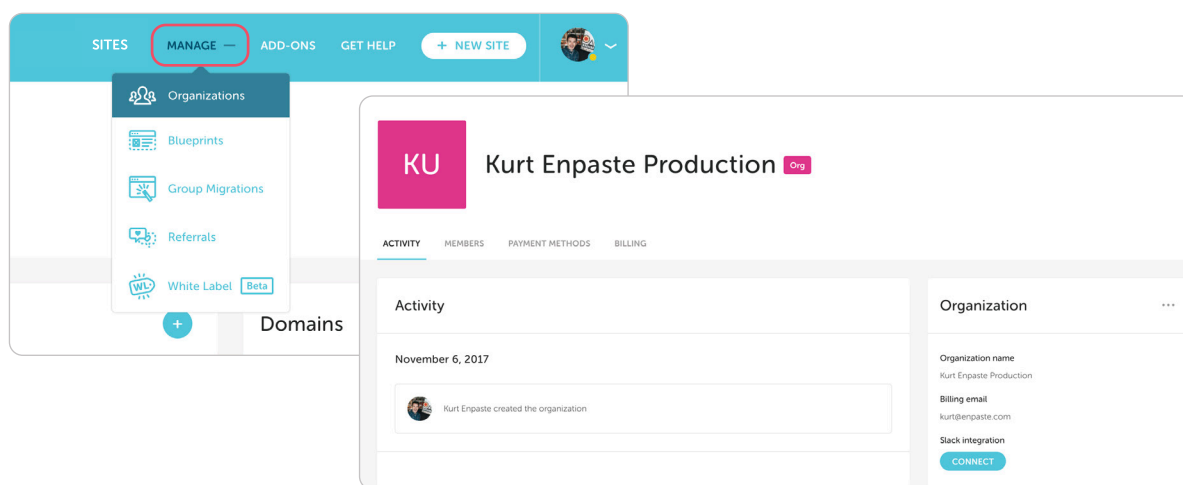 SITES MANAGE — ADD-ONS GET HELP + NEW SITE
Organizations
Blueprints
Group Migrations
Referrals
WL White Label Beta
+
Domains
KU Kurt Enpaste Production Org
ACTIVITY MEMBERS PAYMENT METHODS BILLING
Activity
November 6, 2017
Kurt Enpaste created the organization
Organization ...
Organization name
Kurt Enpaste Production
Billing email
kurt@enpaste.com
Slack integration
CONNECT